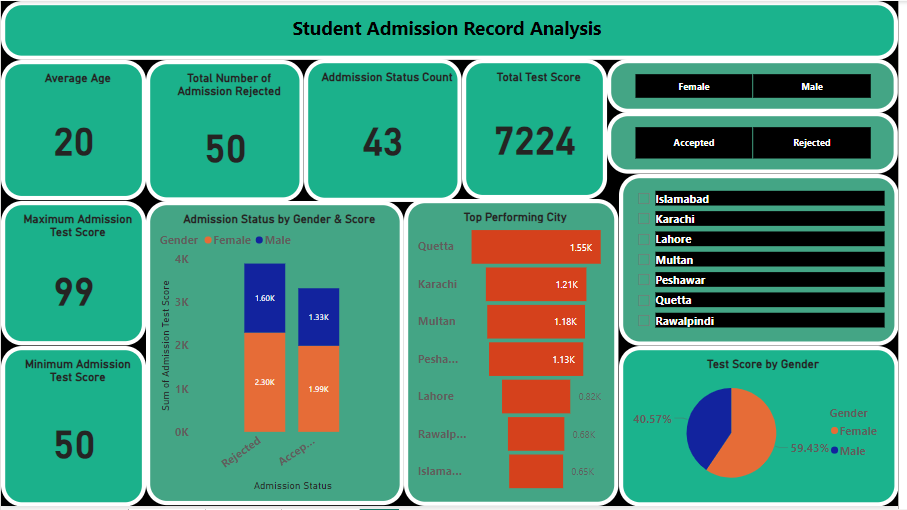 Student Admission Record Analysis
Average Age
20
Total Number of
Admission Rejected
50
Addmission Status Count
43
Total Test Score
7224
Female
Male
Accepted
Rejected
Maximum Admission
Test Score
99
Minimum Admission
Test Score
50
Admission Status by Gender & Score
Gender Female Male
Sum of Admission Test Score
4K
3K
2K
1K
0K
1.60K
2.30K
1.33K
1.99K
Rejected
Accep...
Admission Status
Top Performing City
Quetta 1.55K
Karachi 1.21K
Multan 1.18K
Pesha... 1.13K
Lahore 0.82K
Rawalp... 0.68K
Islama... 0.65K
Islamabad
Karachi
Lahore
Multan
Peshawar
Quetta
Rawalpindi
Test Score by Gender
40.57%
59.43%
Gender
Female
Male